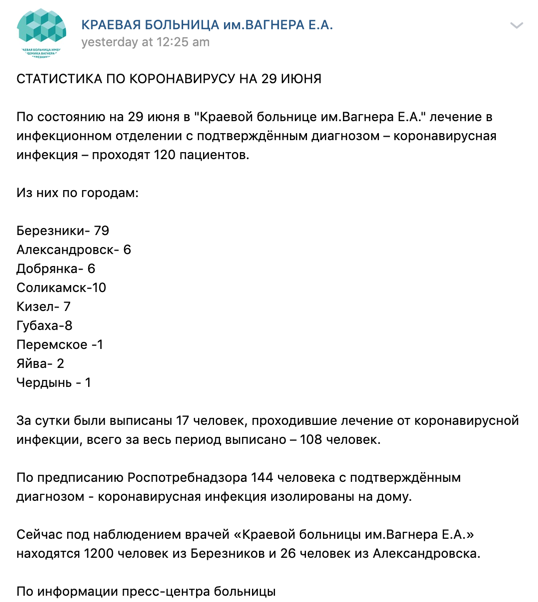 КРАЕВАЯ БОЛЬНИЦА им.ВАГНЕРА Е.А.
yesterday at 12:25 am
СТАТИСТИКА ПО КОРОНАВИРУСУ НА 29 ИЮНЯ
По состоянию на 29 июня в "Краевой больнице им.Вагнера Е.А." лечение в
инфекционном отделении с подтверждённым диагнозом – коронавирусная
инфекция – проходят 120 пациентов.
Из них по городам:
Березники- 79
Александровск- 6
Добрянка- 6
Соликамск-10
Кизел- 7
Губаха-8
Перемское -1
Яйва- 2
Чердынь - 1
За сутки были выписаны 17 человек, проходившие лечение от коронавирусной
инфекции, всего за весь период выписано – 108 человек.
По предписанию Роспотребнадзора 144 человека с подтверждённым
диагнозом - коронавирусная инфекция изолированы на дому.
Сейчас под наблюдением врачей «Краевой больницы им.Вагнера Е.А.»
находятся 1200 человек из Березников и 26 человек из Александровска.
По информации пресс-центра больницы